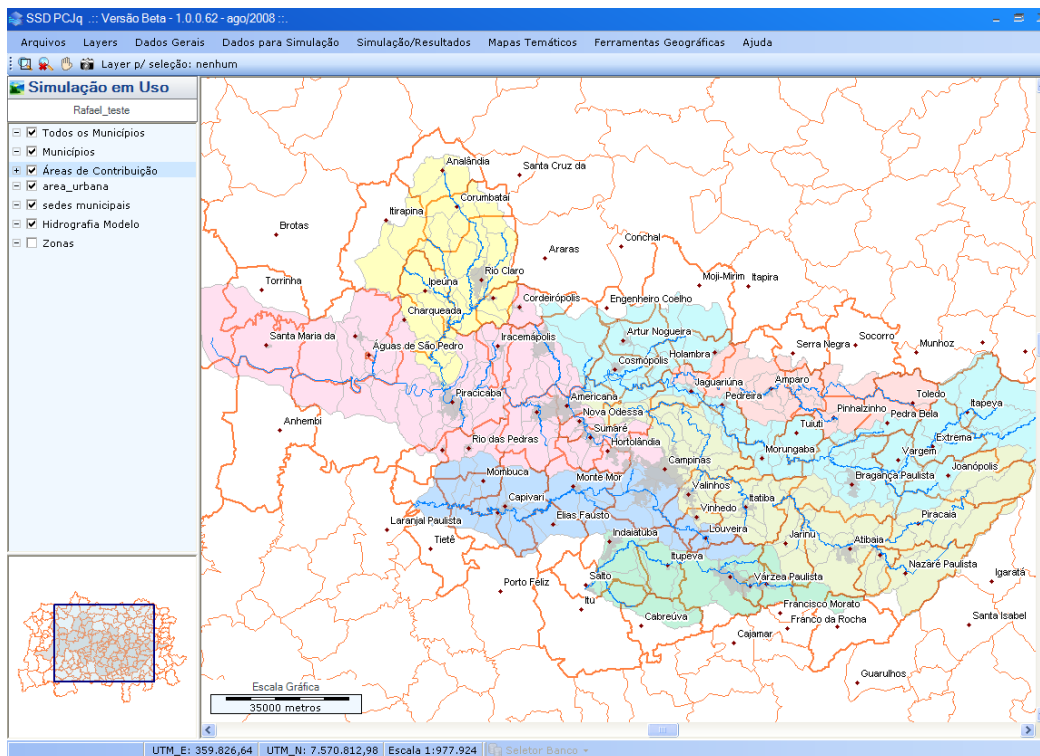 SSD PCJq .:: Versão Beta - 1.0.0.62 - ago/2008 ::.
Arquivos Layers Dados Gerais Dados para Simulação Simulação/Resultados Mapas Temáticos Ferramentas Geográficas Ajuda
Layer p/ seleção: nenhum
Simulação em Uso
Rafael_teste
Todos os Municípios
Municípios
Áreas de Contribuição
area_urbana
sedes municipais
Hidrografia Modelo
Zonas
Analândia
Santa Cruz da
Corumbataí
Itirapina
Brotas
Conchal
Araras
Rio Claro
Moji-Mirim
Itapira
Torrinha
Ipeúna
Cordeirópolis
Engenheiro Coelho
Charqueada
Santa Maria da
Águas de São Pedro
Iracemápolis
Artur Nogueira
Holambra
Serra Negra
Socorro
Munhoz
Cosmópolis
Jaguariúna
Amparo
Toledo
Piracicaba
Americana
Pedreira
Itapeva
Nova Odessa
Pinhalzinho
Pedra Bela
Anhembi
Sumaré
Tuiuti
Rio das Pedras
Hortolândia
Extrema
Morungaba
Vargem
Campinas
Joanópolis
Mombuca
Monte Mor
Bragança Paulista
Valinhos
Capivari
Itatiba
Vinhedo
Piracaia
Laranjal Paulista
Elias Fausto
Louveira
Tietê
Indaiatuba
Jarinú
Atibaia
Itupeva
Nazaré Paulista
Porto Feliz
Salto
Várzea Paulista
Igaratá
Itu
Cabreúva
Francisco Morato
Franco da Rocha
Santa Isabel
Cajamar
Guarulhos
Escala Gráfica
35000 metros
UTM_E: 359.826,64 UTM_N: 7.570.812,98 Escala 1:977.924 Seletor Banco